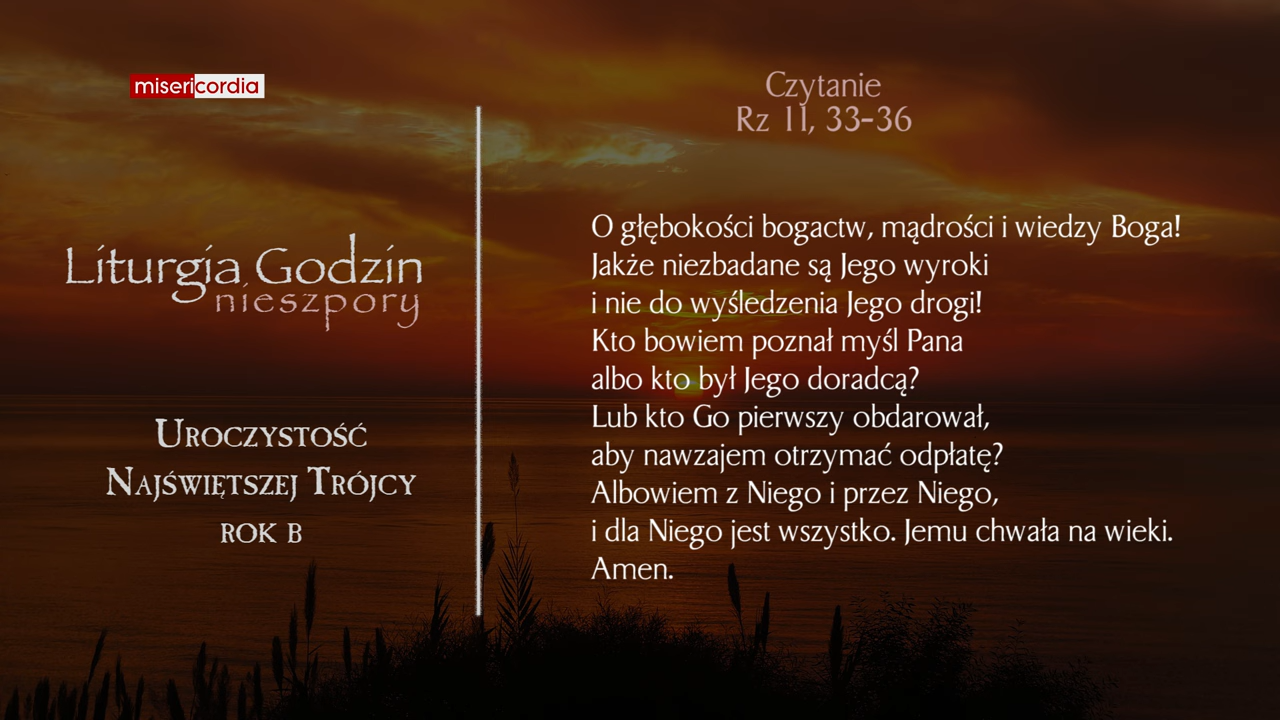 misericordia
Liturgia Godzin
nieszpory
Uroczystość
Najświętszej Trójcy
rok B
Czytanie
Rz 11, 33-36
O głębokości bogactw, mądrości i wiedzy Boga!
Jakże niezbadane są Jego wyroki
i nie do wyśledzenia Jego drogi!
Kto bowiem poznał myśl Pana
albo kto był Jego doradcą?
Lub kto Go pierwszy obdarował,
aby nawzajem otrzymać odpłatę?
Albowiem z Niego i przez Niego,
i dla Niego jest wszystko. Jemu chwała na wieki.
Amen.